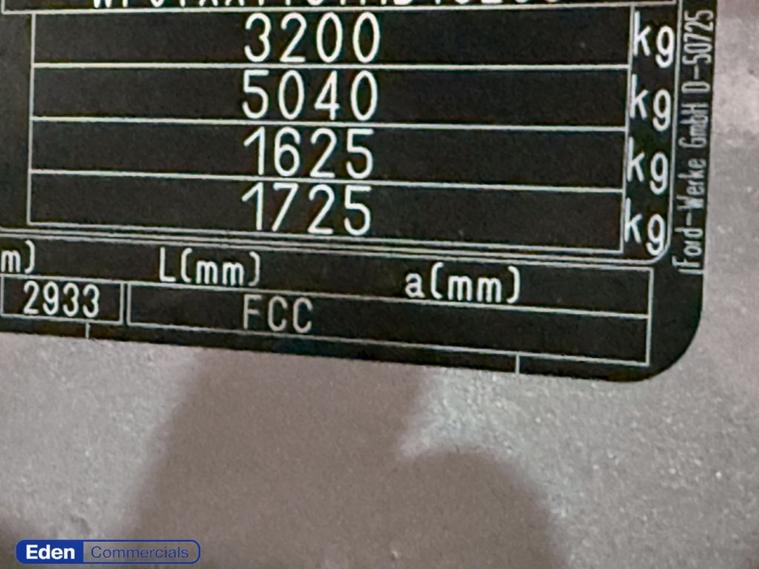 3200 kg
5040 kg
1625 kg
1725 kg
m) L(mm) a(mm)
2933 FCC
Ford-Werke GmbH D-50725
Eden Commercials